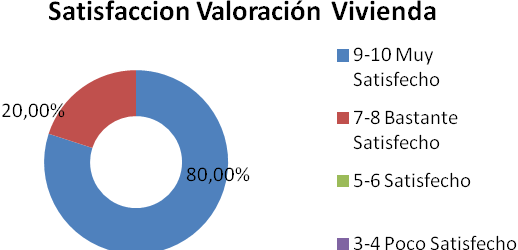 Satisfaccion Valoración Vivienda
9-10 Muy
Satisfecho
20,00%
7-8 Bastante
Satisfecho
80,00%
5-6 Satisfecho
3-4 Poco Satisfecho